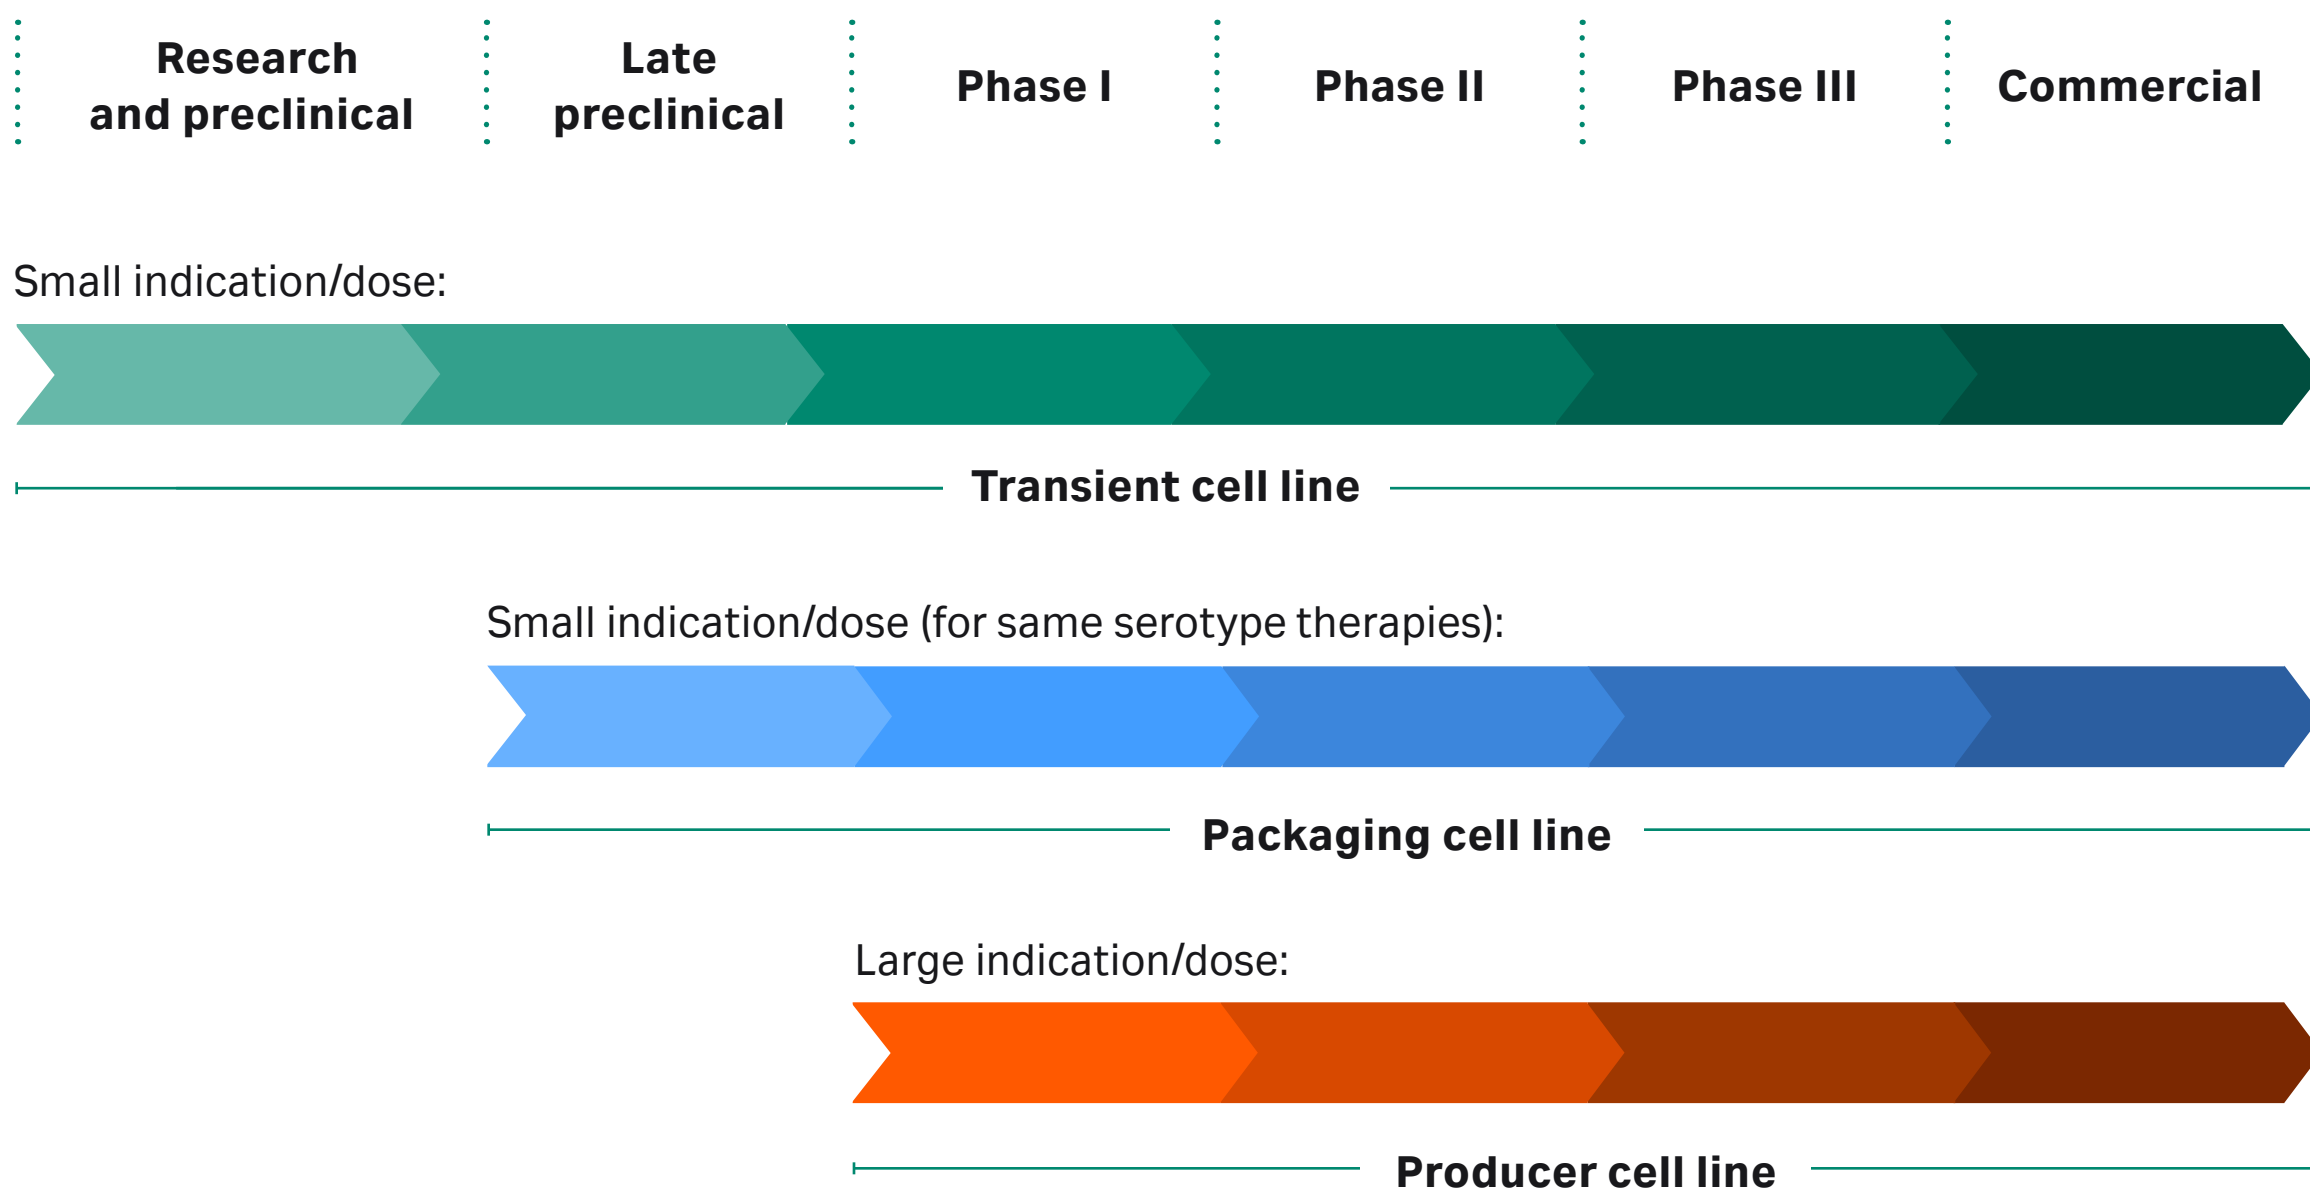 Research
and preclinical
Late
preclinical
Phase I
Phase II
Phase III
Commercial
Small indication/dose:
Transient cell line
Small indication/dose (for same serotype therapies):
Packaging cell line
Large indication/dose:
Producer cell line